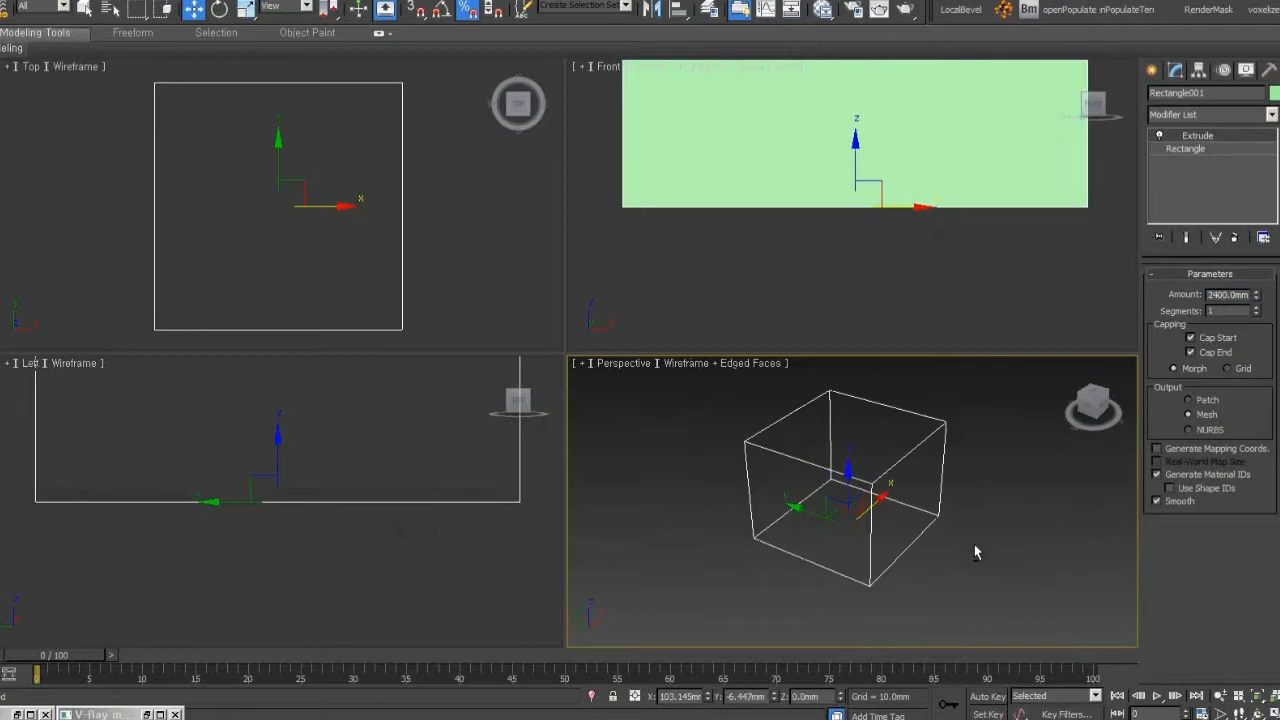 All
View
Create Selection Set
LocalBevel
Bm
openPopulate
nPopulateTen
RenderMask
voxelize
Modeling Tools
Freeform
Selection
Object Paint
eling
+ ] Top ] Wireframe ]
TOP
[ + ] Front
FRONT
Rectangle001
Modifier List
Extrude
Rectangle
Y
x
z
Parameters
Amount: 2400.0mm
Segments: 1
Capping
Cap Start
Cap End
Morph Grid
Output
Patch
Mesh
NURBS
Generate Mapping Coords.
Real-World Map Size
Generate Material IDs
Use Shape IDs
Smooth
+ ] Left ] Wireframe ]
[ + ] Perspective ] Wireframe + Edged Faces ]
z
x
0 / 100
>
0 5 10 15 20 25 30 35 40 45 50 55 60 65 70 75 80 85 90 95 100
X: 103.145mm Y: -6.447mm Z: 0.0mm Grid = 10.0mm
Auto Key Selected
V-Ray m...
Add Time Tag
Set Key Key Filters...
0